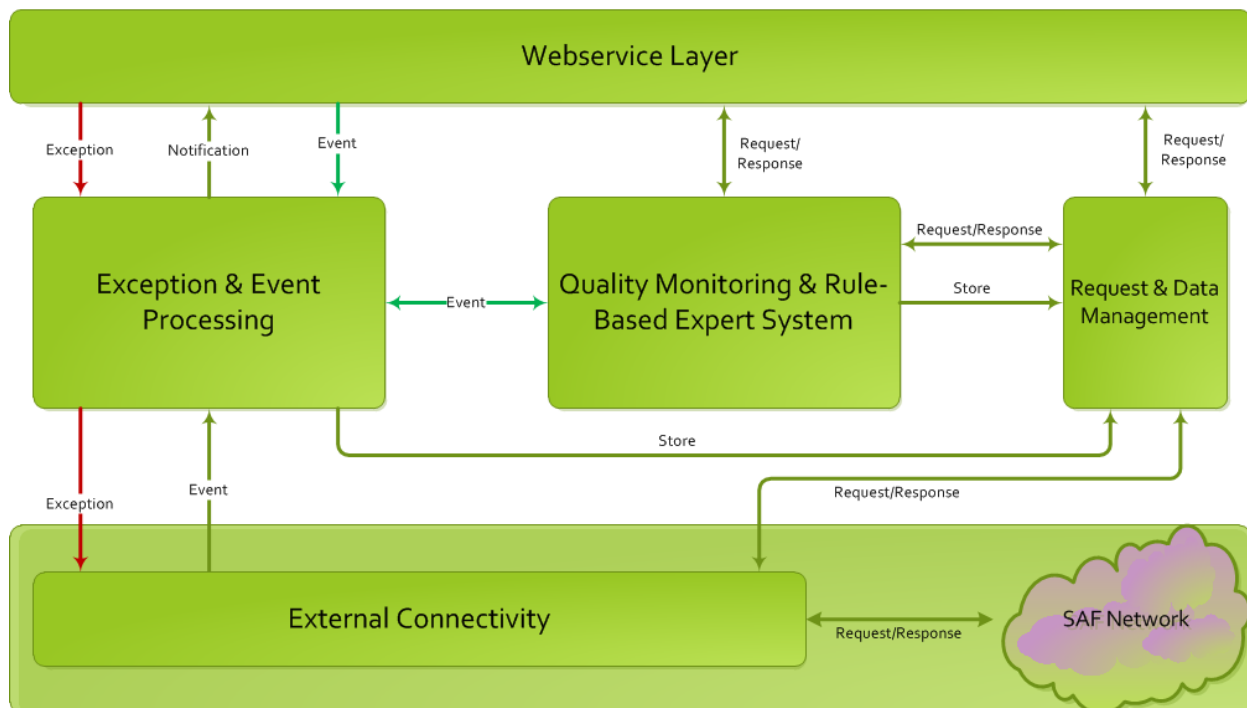 Webservice Layer
Exception
Notification
Event
Request/
Response
Request/
Response
Exception & Event
Processing
Event
Quality Monitoring & Rule-
Based Expert System
Request/Response
Store
Request & Data
Management
Store
Exception
Event
Request/Response
External Connectivity
Request/Response
SAF Network